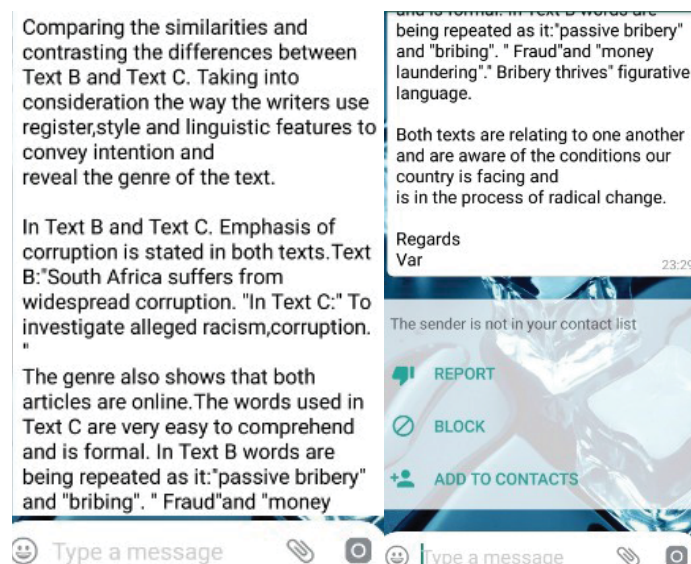 Comparing the similarities and
contrasting the differences between
Text B and Text C. Taking into
consideration the way the writers use
register,style and linguistic features to
convey intention and
reveal the genre of the text.
In Text B and Text C. Emphasis of
corruption is stated in both texts.Text
B:"South Africa suffers from
widespread corruption. "In Text C:" To
investigate alleged racism,corruption.
"
The genre also shows that both
articles are online.The words used in
Text C are very easy to comprehend
and is formal. In Text B words are
being repeated as it:"passive bribery"
and "bribing". " Fraud"and "money
Type a message
and is formal. In Text B words are
being repeated as it:"passive bribery"
and "bribing". " Fraud"and "money
laundering"." Bribery thrives" figurative
language.
Both texts are relating to one another
and are aware of the conditions our
country is facing and
is in the process of radical change.
Regards
Var
23:29
The sender is not in your contact list
REPORT
BLOCK
ADD TO CONTACTS
Type a message